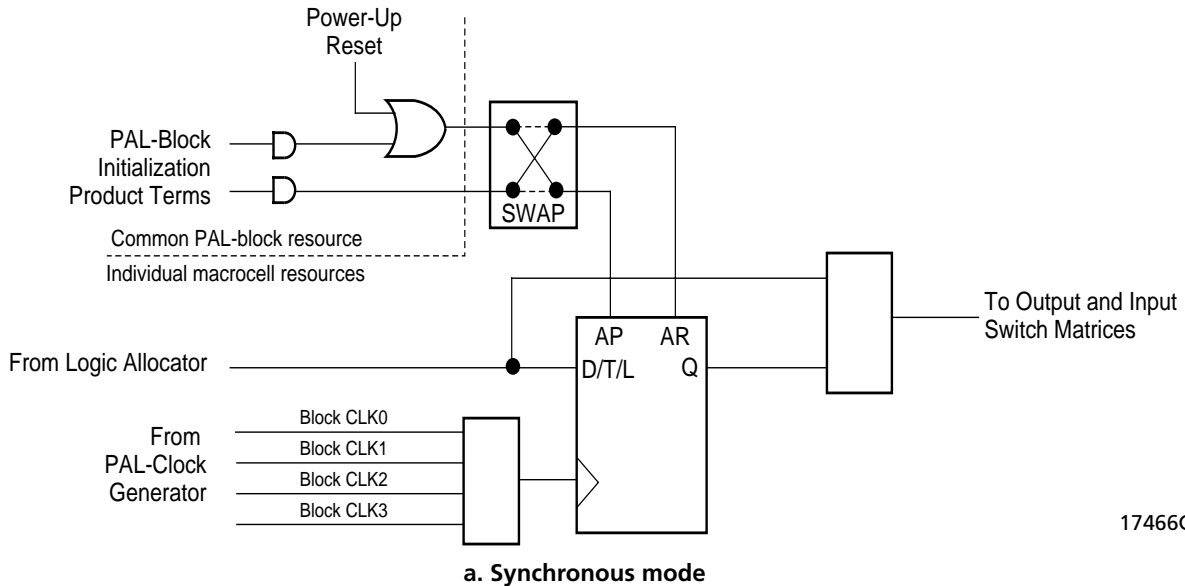 Power-Up
Reset
PAL-Block
Initialization
Product Terms
SWAP
Common PAL-block resource
Individual macrocell resources
To Output and Input
Switch Matrices
AP AR
From Logic Allocator
D/T/L Q
From
PAL-Clock
Generator
Block CLK0
Block CLK1
Block CLK2
Block CLK3
17466G
a. Synchronous mode